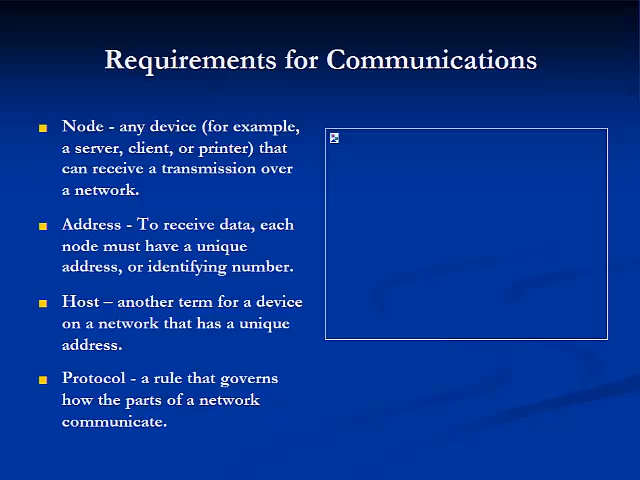 Requirements for Communications
Node - any device (for example,
a server, client, or printer) that
can receive a transmission over
a network.
Address - To receive data, each
node must have a unique
address, or identifying number.
Host – another term for a device
on a network that has a unique
address.
Protocol - a rule that governs
how the parts of a network
communicate.